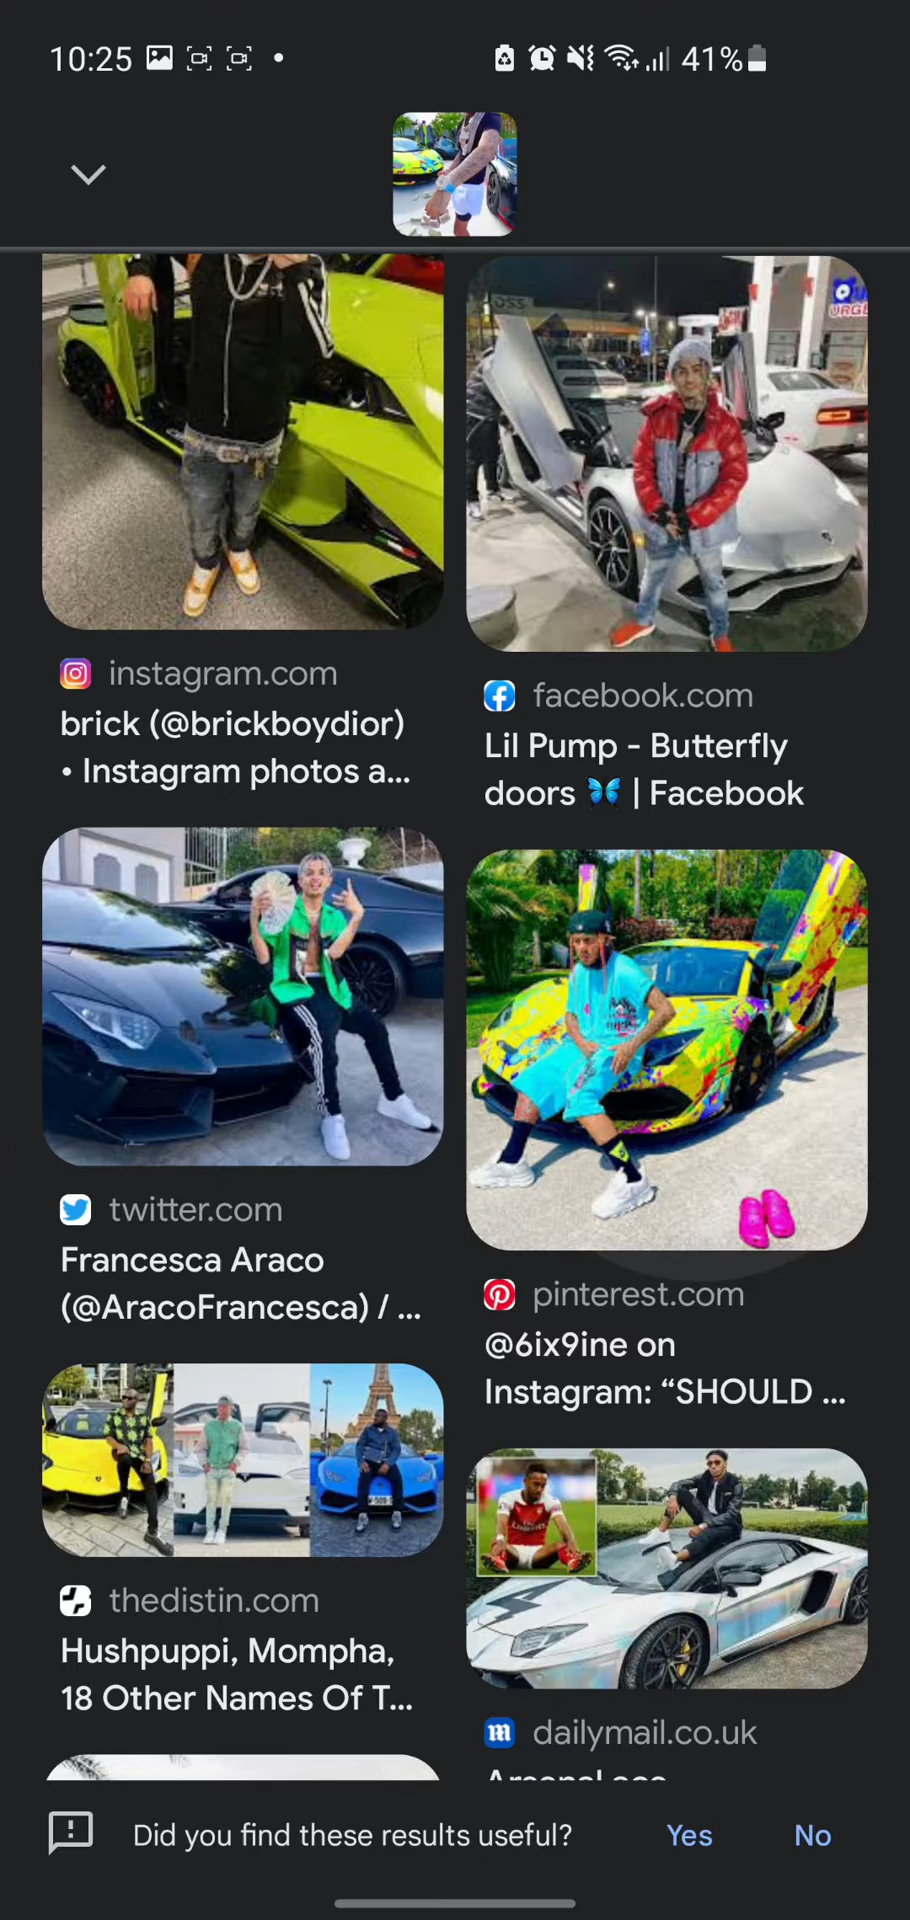 10:25
41%
OSS
URGE
instagram.com
brick (@brickboydior)
• Instagram photos a...
facebook.com
Lil Pump - Butterfly
doors 🦋 | Facebook
twitter.com
Francesca Araco
(@AracoFrancesca) / ...
pinterest.com
@6ix9ine on
Instagram: “SHOULD ...
thedistin.com
Hushpuppi, Mompha,
18 Other Names Of T...
dailymail.co.uk
Did you find these results useful?
Yes
No